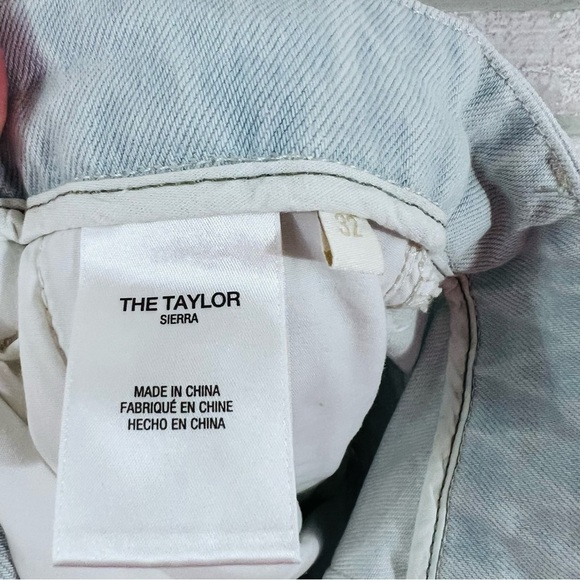 32
THE TAYLOR
SIERRA
MADE IN CHINA
FABRIQUÉ EN CHINE
HECHO EN CHINA